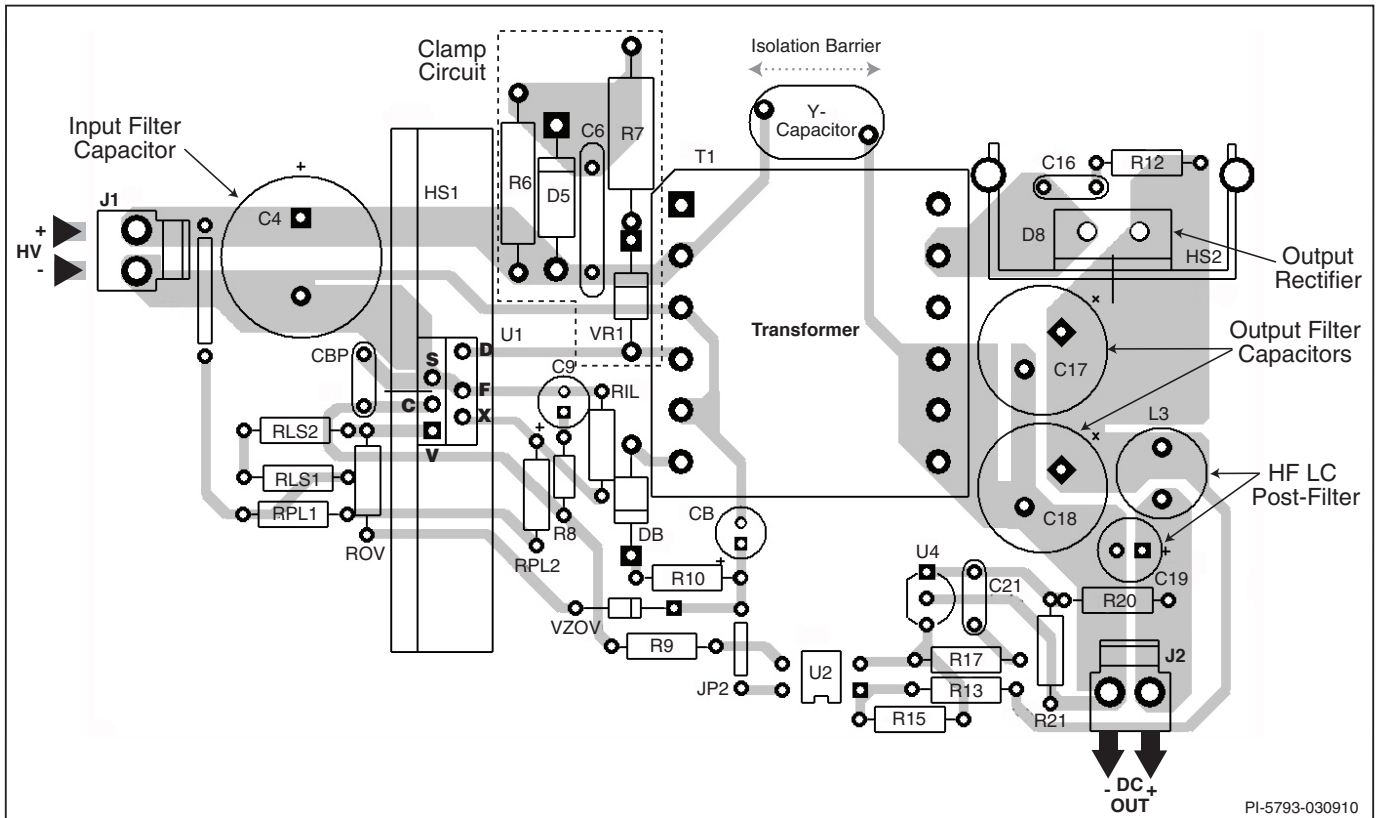 Clamp
Circuit
Isolation Barrier
Input Filter
Capacitor
Y-
Capacitor
+
C6
R7
T1
C16
R12
J1
HS1
R6
D5
C4
+
HV
-
D8
HS2
Output
Rectifier
Transformer
U1
VR1
Output Filter
Capacitors
CBP
S
D
C9
C17
F
RIL
C
X
L3
RLS2
+
V
HF LC
Post-Filter
RLS1
RPL1
CB
C18
ROV
R8
DB
RPL2
+
U4
+
C19
R10
C21
R20
VZOV
R9
U2
R17
J2
JP2
R13
R15
R21
- DC +
OUT
PI-5793-030910